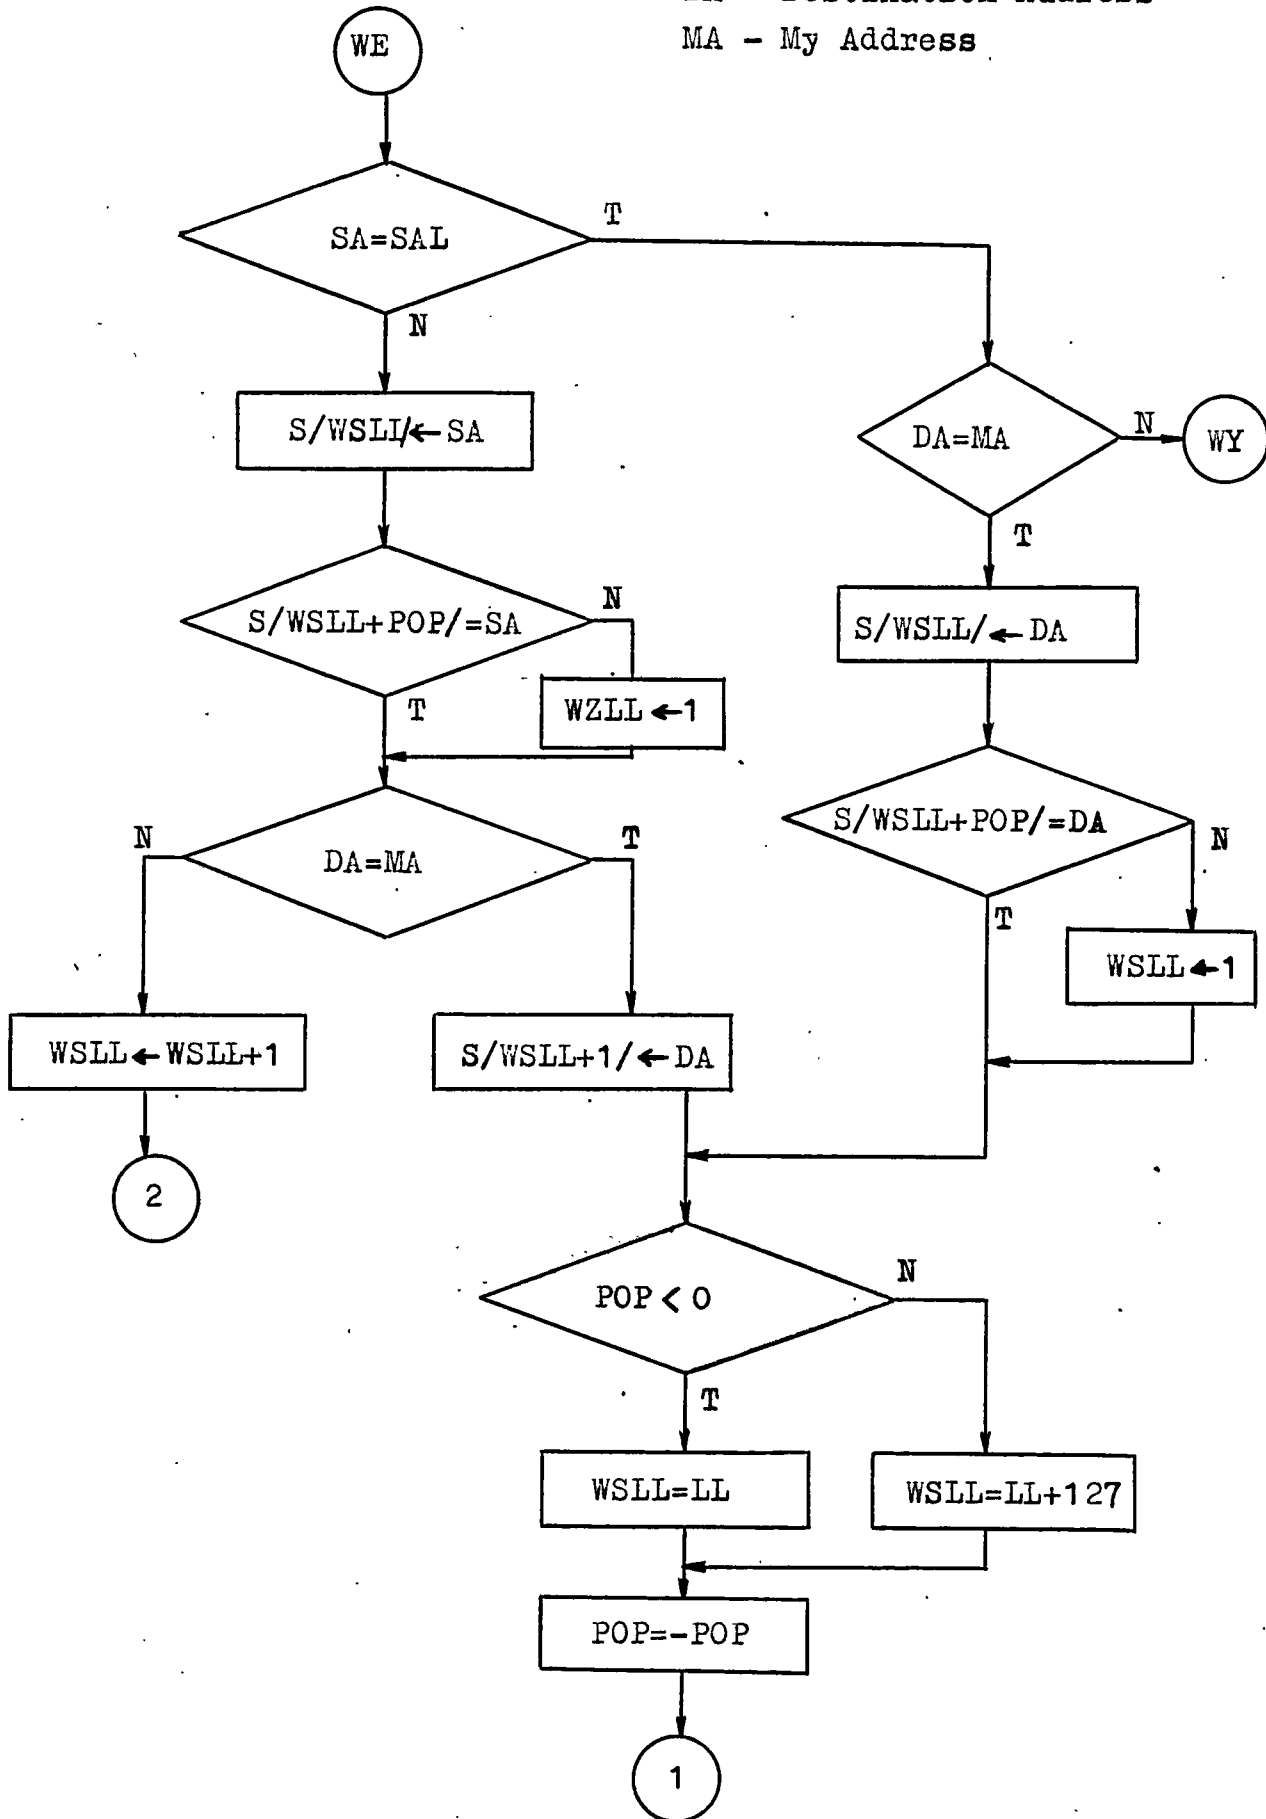 MA – My Address
WE
SA=SAL
T
N
S/WSLL/←SA
DA=MA
N
WY
T
S/WSLL+POP/=SA
N
S/WSLL/←DA
T
WZLL←1
S/WSLL+POP/=DA
N
N
DA=MA
T
T
WSLL←1
WSLL←WSLL+1
S/WSLL+1/←DA
2
POP<0
N
T
WSLL=LL
WSLL=LL+127
POP=-POP
1